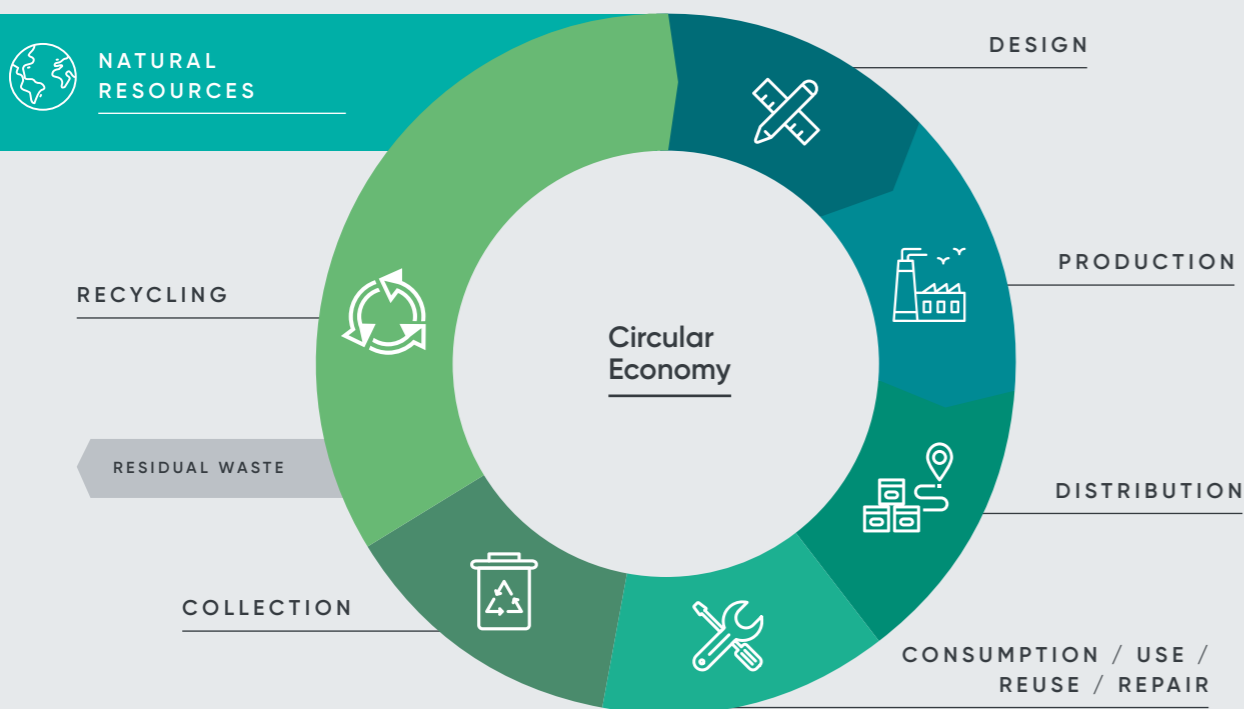 NATURAL
RESOURCES
DESIGN
PRODUCTION
RECYCLING
Circular
Economy
RESIDUAL WASTE
DISTRIBUTION
COLLECTION
CONSUMPTION / USE /
REUSE / REPAIR